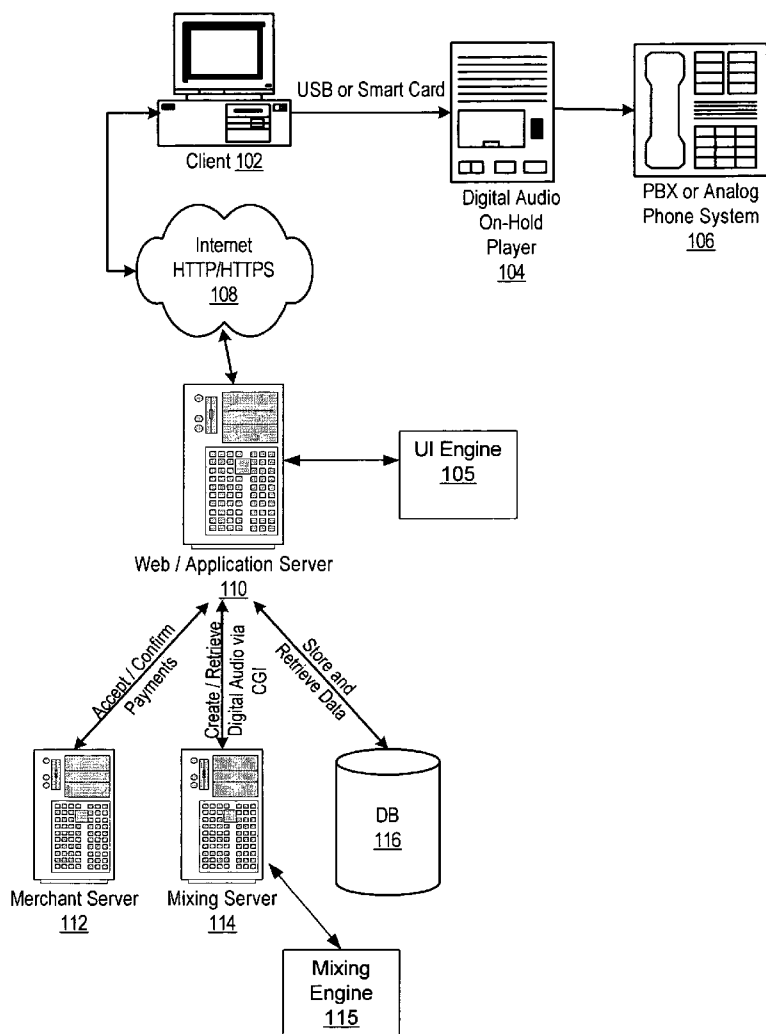 USB or Smart Card
Client 102
Digital Audio
On-Hold
Player
104
PBX or Analog
Phone System
106
Internet
HTTP/HTTPS
108
UI Engine
105
Web / Application Server
110
Accept / Confirm
Payments
Create / Retrieve
Digital Audio via
CGI
Store and
Retrieve Data
DB
116
Merchant Server
112
Mixing Server
114
Mixing
Engine
115